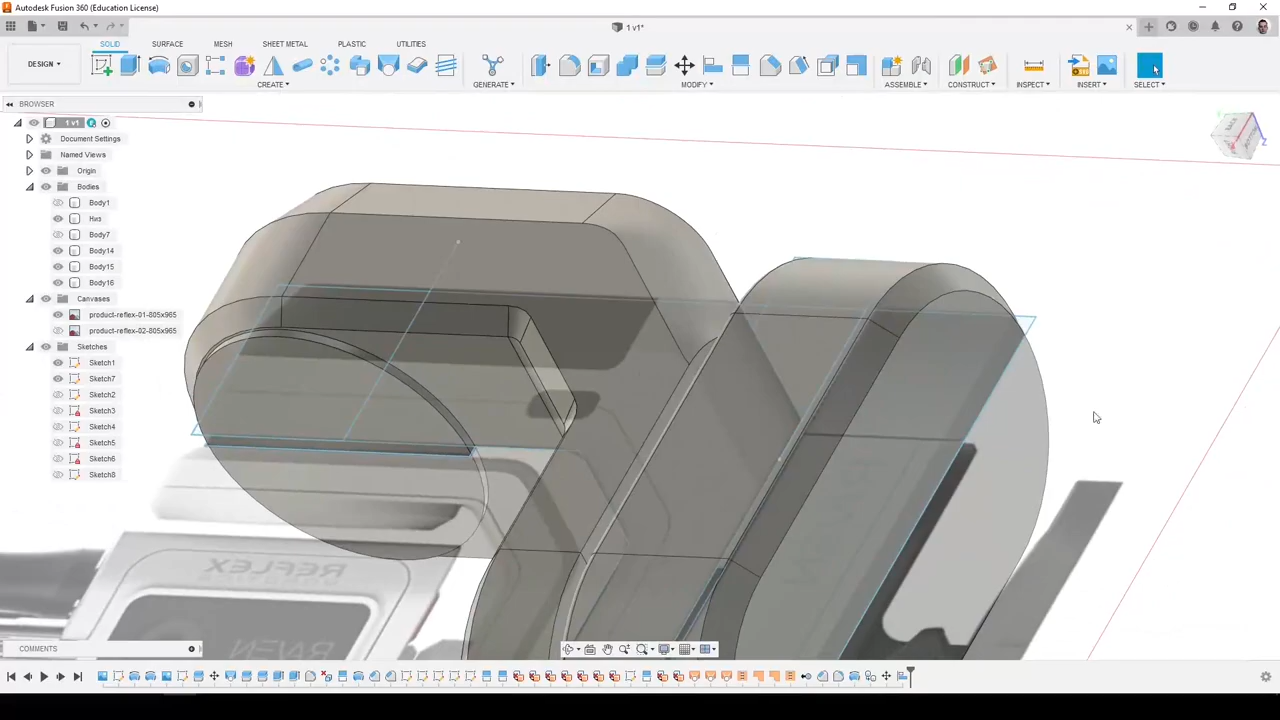 Autodesk Fusion 360 (Education License)
1 v1*
DESIGN
SOLID
SURFACE
MESH
SHEET METAL
PLASTIC
UTILITIES
CREATE
GENERATE
MODIFY
ASSEMBLE
CONSTRUCT
INSPECT
INSERT
SELECT
BROWSER
1 v1
Document Settings
Named Views
Origin
Bodies
Body1
Низ
Body7
Body14
Body15
Body16
Canvases
product-reflex-01-805x965
product-reflex-02-805x965
Sketches
Sketch1
Sketch7
Sketch2
Sketch3
Sketch4
Sketch5
Sketch6
Sketch8
REFLEX
RAVEN
COMMENTS